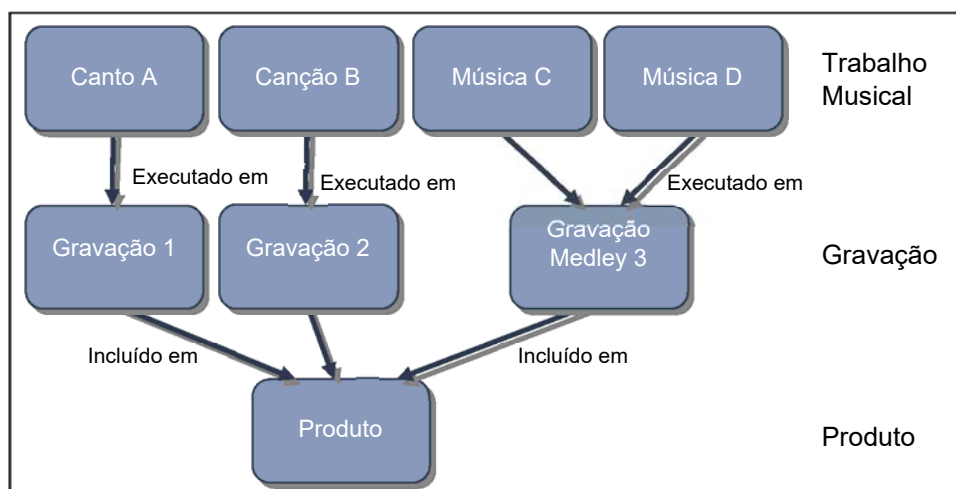 Canto A
Canção B
Música C
Música D
Trabalho
Musical
Executado em
Executado em
Executado em
Gravação 1
Gravação 2
Gravação
Medley 3
Gravação
Incluído em
Incluído em
Produto
Produto